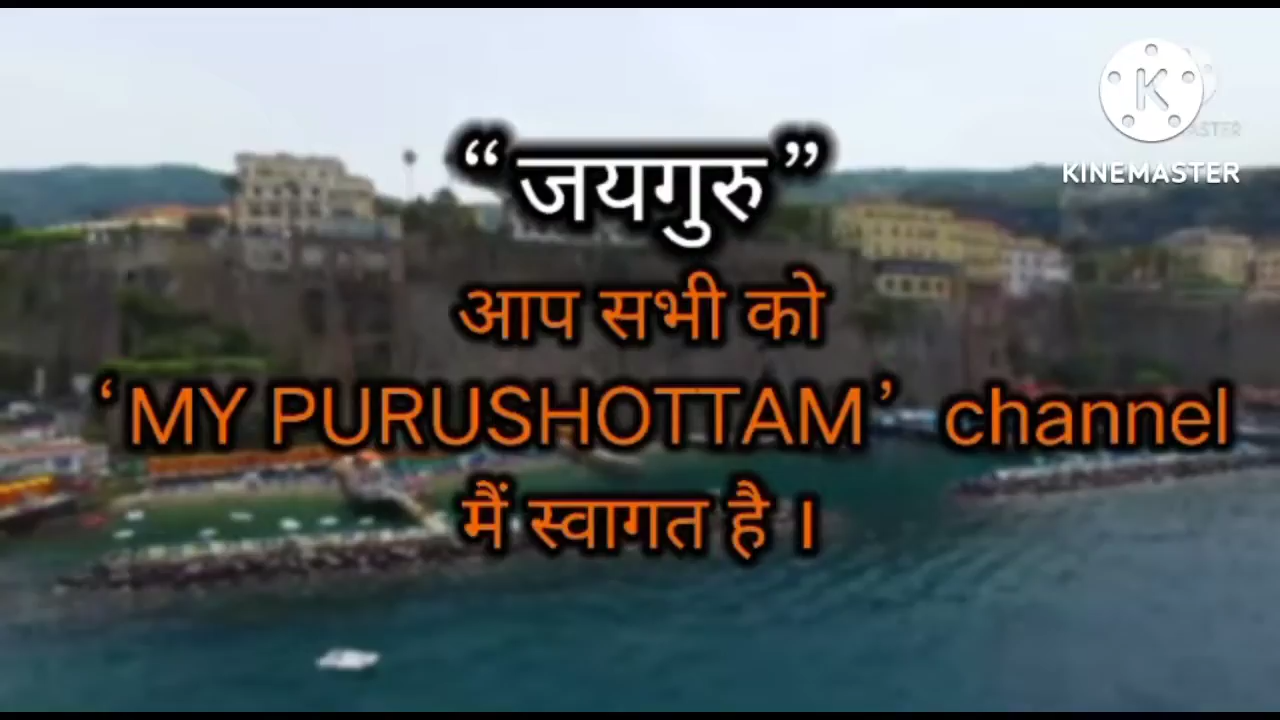 “जयगुरु”
आप सभी को
‘MY PURUSHOTTAM’ channel
मैं स्वागत है ।
KINEMASTER